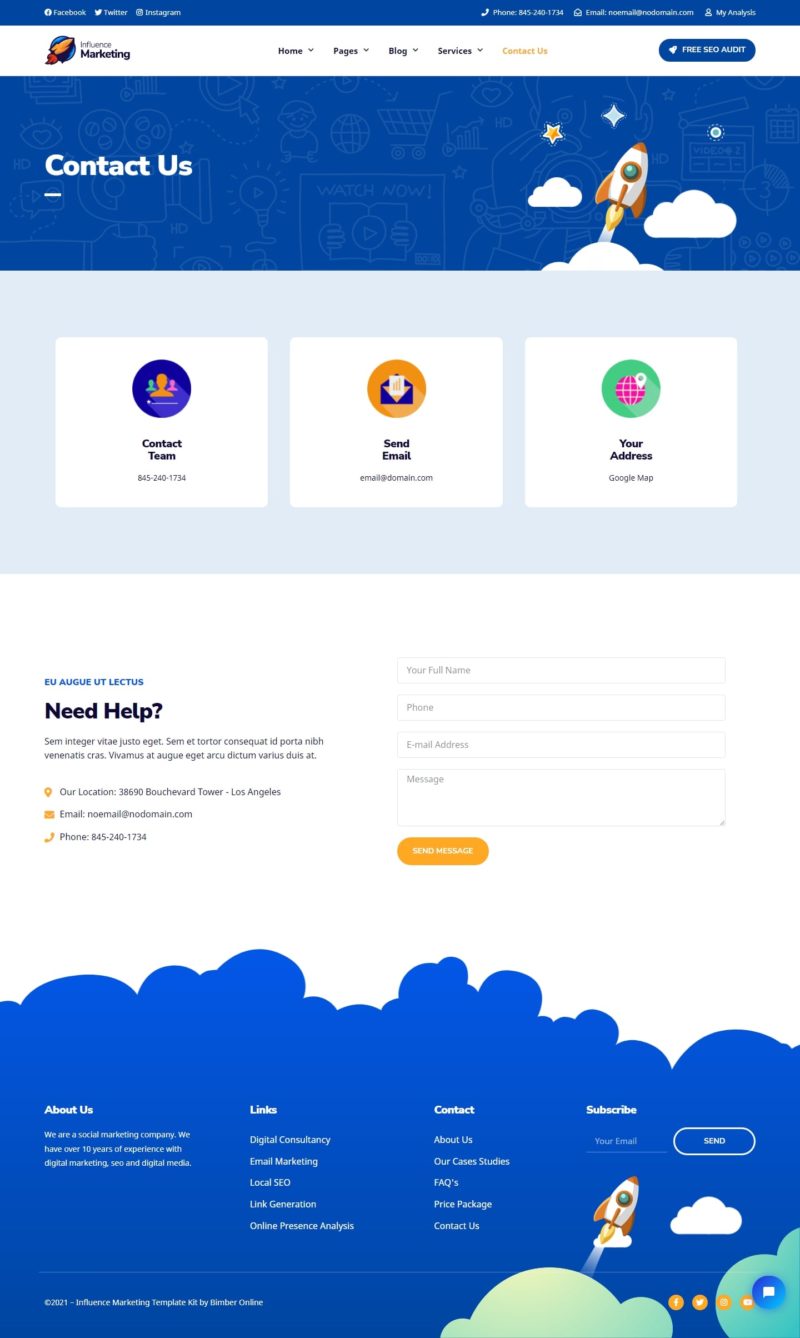 Facebook Twitter Instagram Phone: 845-240-1734 Email: noemail@nodomain.com My Analysis
Influence
Marketing
Home Pages Blog Services Contact Us FREE SEO AUDIT
HD
VIDEO # 2
Contact Us
WATCH NOW!
HD
3
HD
00:10
Contact
Team
845-240-1734
Send
Email
email@domain.com
Your
Address
Google Map
EU AUGUE UT LECTUS
Need Help?
Sem integer vitae justo eget. Sem et tortor consequat id porta nibh
venenatis cras. Vivamus at augue eget arcu dictum varius duis at.
Our Location: 38690 Bouchevard Tower - Los Angeles
Email: noemail@nodomain.com
Phone: 845-240-1734
Your Full Name
Phone
E-mail Address
Message
SEND MESSAGE
About Us
We are a social marketing company. We
have over 10 years of experience with
digital marketing, seo and digital media.
Links
Digital Consultancy
Email Marketing
Local SEO
Link Generation
Online Presence Analysis
Contact
About Us
Our Cases Studies
FAQ's
Price Package
Contact Us
Subscribe
Your Email SEND
©2021 – Influence Marketing Template Kit by Bimber Online